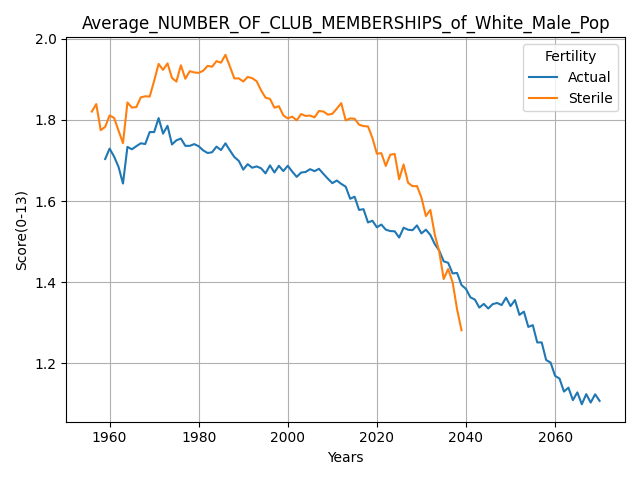 Average_NUMBER_OF_CLUB_MEMBERSHIPS_of_White_Male_Pop
Fertility
Actual
Sterile
Score(0-13)
2.0
1.8
1.6
1.4
1.2
1960 1980 2000 2020 2040 2060
Years